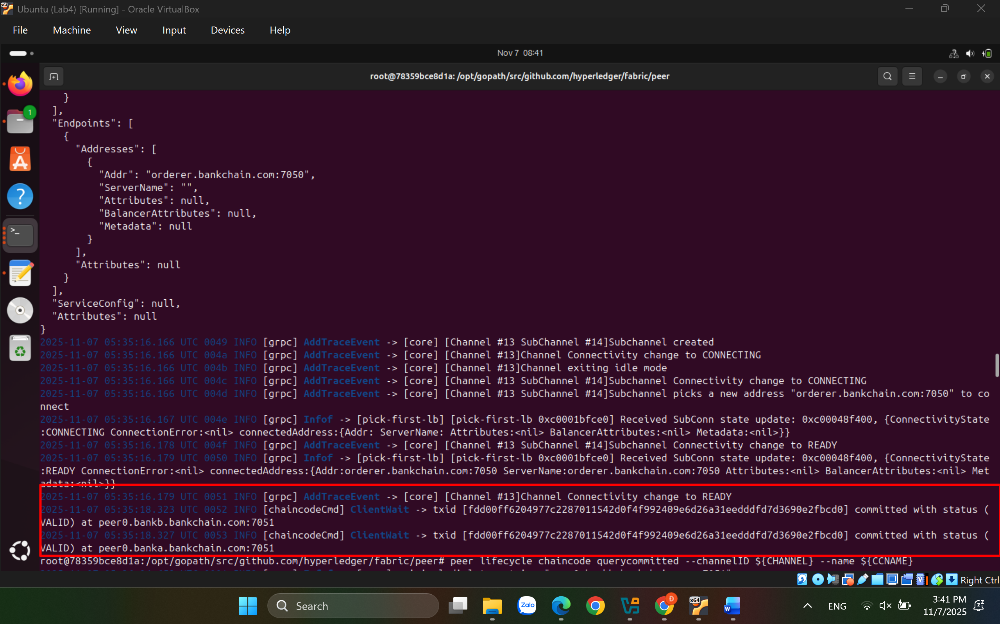 Ubuntu (Lab4) [Running] - Oracle VirtualBox
File Machine View Input Devices Help
Nov 7 08:41
root@78359bce8d1a: /opt/gopath/src/github.com/hyperledger/fabric/peer
1
}
],
"Endpoints": [
{
"Addresses": [
{
"Addr": "orderer.bankchain.com:7050",
"ServerName": "",
"Attributes": null,
"BalancerAttributes": null,
"Metadata": null
}
],
"Attributes": null
}
],
"ServiceConfig": null,
"Attributes": null
}
2025-11-07 05:35:16.166 UTC 0049 INFO [grpc] AddTraceEvent -> [core] [Channel #13 SubChannel #14]Subchannel created
2025-11-07 05:35:16.166 UTC 004a INFO [grpc] AddTraceEvent -> [core] [Channel #13]Channel Connectivity change to CONNECTING
2025-11-07 05:35:16.166 UTC 004b INFO [grpc] AddTraceEvent -> [core] [Channel #13]Channel exiting idle mode
2025-11-07 05:35:16.166 UTC 004c INFO [grpc] AddTraceEvent -> [core] [Channel #13 SubChannel #14]Subchannel Connectivity change to CONNECTING
2025-11-07 05:35:16.166 UTC 004d INFO [grpc] AddTraceEvent -> [core] [Channel #13 SubChannel #14]Subchannel picks a new address "orderer.bankchain.com:7050" to co
nnect
2025-11-07 05:35:16.167 UTC 004e INFO [grpc] Infof -> [pick-first-lb] [pick-first-lb 0xc0001bfce0] Received SubConn state update: 0xc00048f400, {ConnectivityState
:CONNECTING ConnectionError:<nil> connectedAddress:{Addr: ServerName: Attributes:<nil> BalancerAttributes:<nil> Metadata:<nil>}}
2025-11-07 05:35:16.178 UTC 004f INFO [grpc] AddTraceEvent -> [core] [Channel #13 SubChannel #14]Subchannel Connectivity change to READY
2025-11-07 05:35:16.179 UTC 0050 INFO [grpc] Infof -> [pick-first-lb] [pick-first-lb 0xc0001bfce0] Received SubConn state update: 0xc00048f400, {ConnectivityState
:READY ConnectionError:<nil> connectedAddress:{Addr:orderer.bankchain.com:7050 ServerName:orderer.bankchain.com:7050 Attributes:<nil> BalancerAttributes:<nil> Met
adata:<nil>}}
2025-11-07 05:35:16.179 UTC 0051 INFO [grpc] AddTraceEvent -> [core] [Channel #13]Channel Connectivity change to READY
2025-11-07 05:35:18.323 UTC 0052 INFO [chaincodeCmd] ClientWait -> txid [fdd00ff6204977c2287011542d0f4f992409e6d26a31eedddfd7d3690e2fbcd0] committed with status (
VALID) at peer0.bankb.bankchain.com:7051
2025-11-07 05:35:18.327 UTC 0053 INFO [chaincodeCmd] ClientWait -> txid [fdd00ff6204977c2287011542d0f4f992409e6d26a31eedddfd7d3690e2fbcd0] committed with status (
VALID) at peer0.banka.bankchain.com:7051
root@78359bce8d1a:/opt/gopath/src/github.com/hyperledger/fabric/peer# peer lifecycle chaincode querycommitted --channelID ${CHANNEL} --name ${CCNAME}
Right Ctrl
Search
Zalo
Đ
x64
W
ENG
3:41 PM
11/7/2025